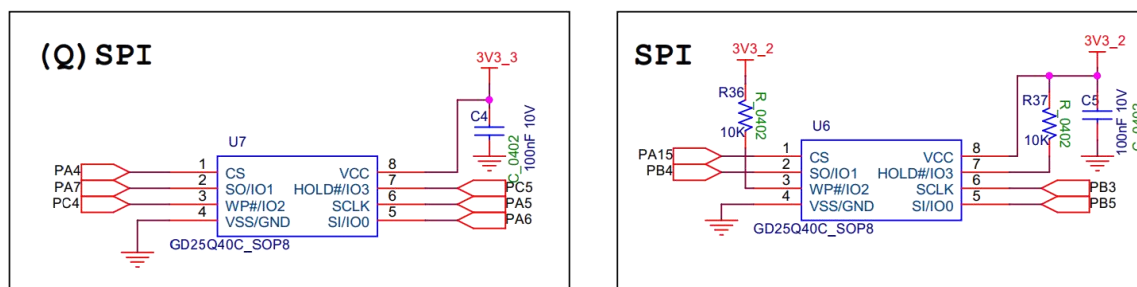 (Q)SPI
3V3_3
C4
C_0402
100nF 10V
U7
PA4
PA7
PC4
1
2
3
4
CS
SO/IO1
WP#/IO2
VSS/GND
VCC
HOLD#/IO3
SCLK
SI/IO0
8
7
6
5
PC5
PA5
PA6
GD25Q40C_SOP8
SPI
3V3_2
R36
R_0402
10K
3V3_2
R37
R_0402
10K
C5
100nF 10V
C_0402
U6
PA15
PB4
1
2
3
4
CS
SO/IO1
WP#/IO2
VSS/GND
VCC
HOLD#/IO3
SCLK
SI/IO0
8
7
6
5
PB3
PB5
GD25Q40C_SOP8